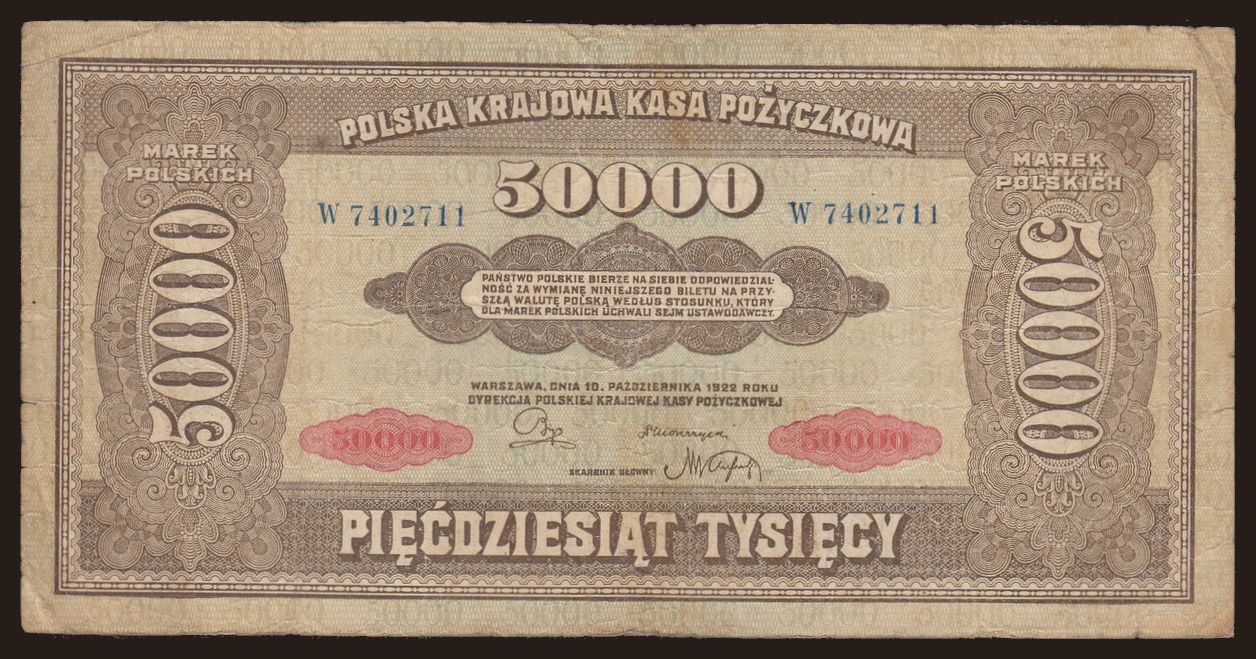 POLSKA KRAJOWA KASA POŻYCZKOWA
MAREK
POLSKICH
50000
MAREK
POLSKICH
W 7402711
W 7402711
50000
50000
PAŃSTWO POLSKIE BIERZE NA SIEBIE ODPOWIEDZIAL-
NOŚĆ ZA WYMIANĘ NINIEJSZEGO BILETU NA PRZY-
SZŁĄ WALUTĘ POLSKĄ WEDŁUG STOSUNKU, KTÓRY
DLA MAREK POLSKICH UCHWALI SEJM USTAWODAWCZY.
WARSZAWA, DNIA 10. PAŹDZIERNIKA 1922 ROKU
DYREKCJA POLSKIEJ KRAJOWEJ KASY POŻYCZKOWEJ
50000
50000
SKARBNIK GŁÓWNY
PIĘĆDZIESIĄT TYSIĘCY